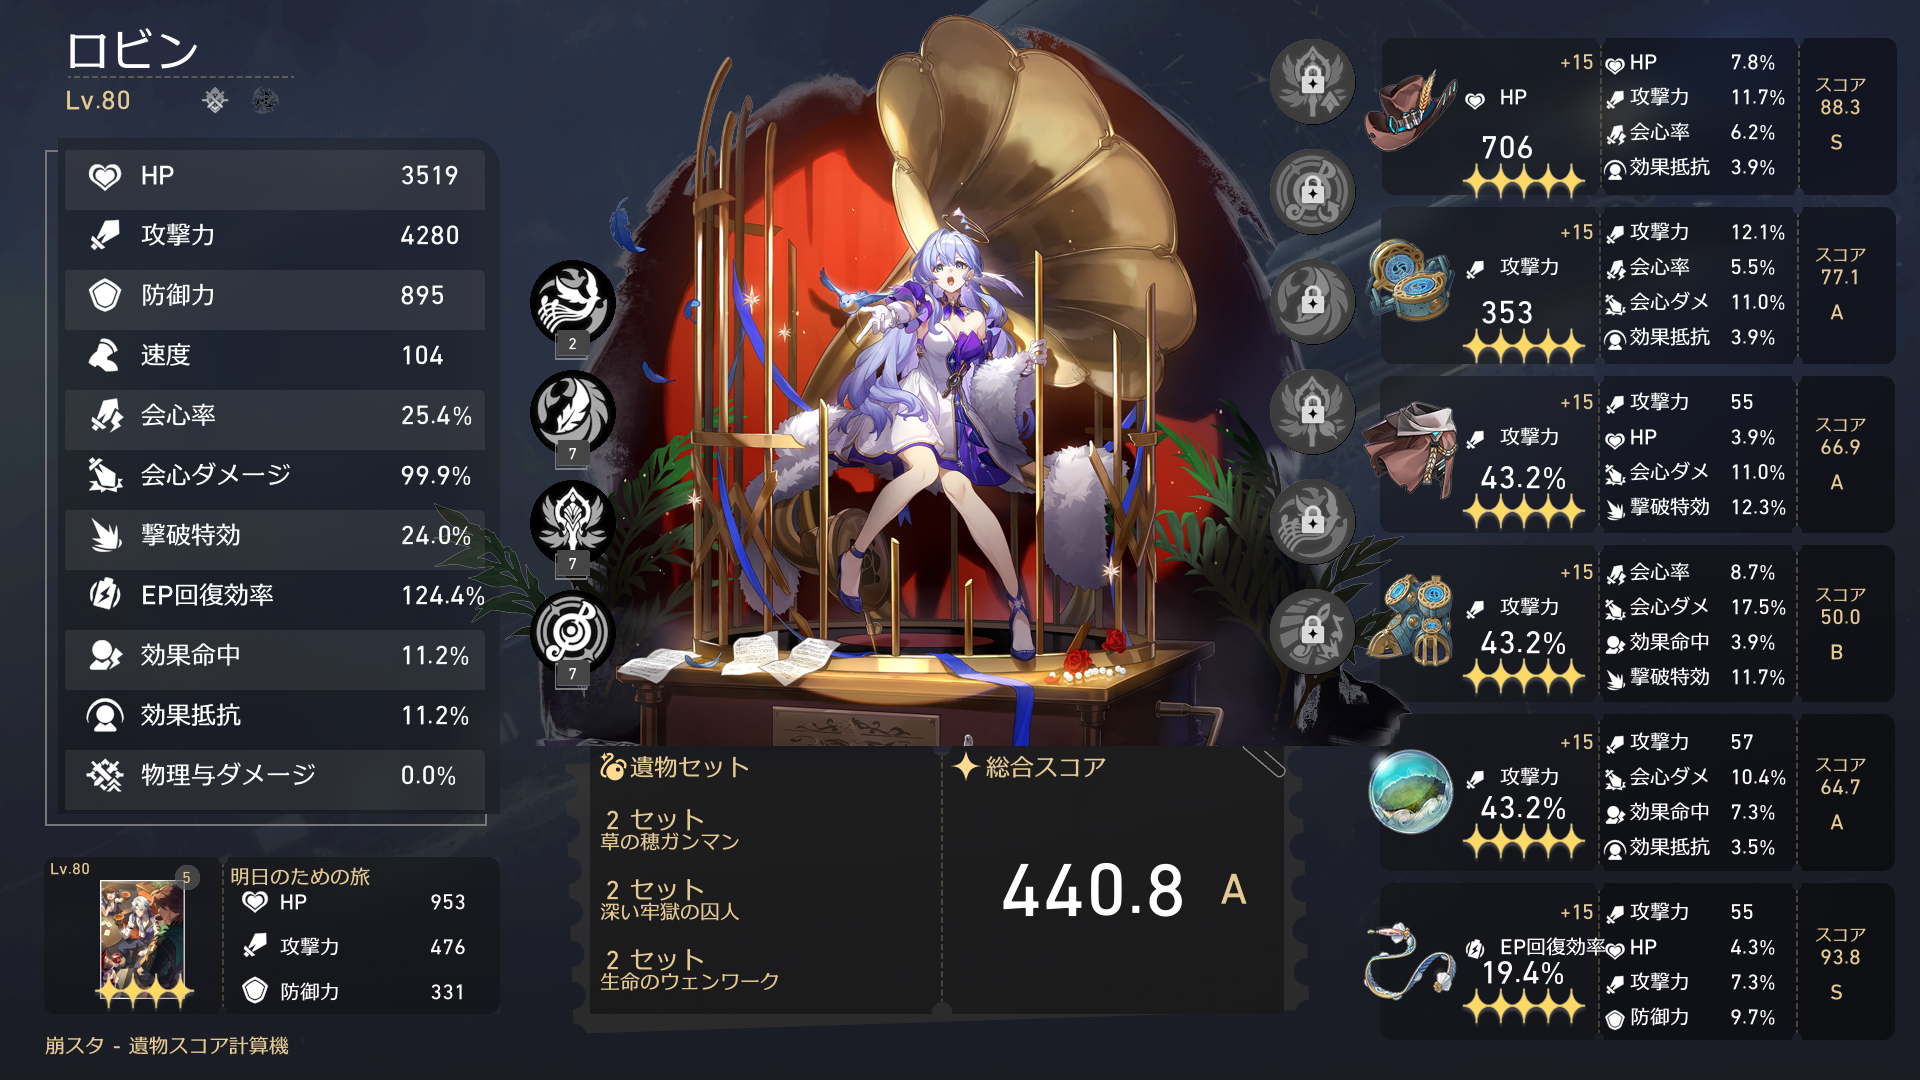 ロビン
Lv.80
HP 3519
攻撃力 4280
防御力 895
速度 104
会心率 25.4%
会心ダメージ 99.9%
撃破特効 24.0%
EP回復効率 124.4%
効果命中 11.2%
効果抵抗 11.2%
物理与ダメージ 0.0%
Lv.80
5
明日のための旅
HP 953
攻撃力 476
防御力 331
崩スタ - 遺物スコア計算機
2
7
7
7
遺物セット
2 セット
草の穂ガンマン
2 セット
深い牢獄の囚人
2 セット
生命のウェンワーク
総合スコア
440.8 A
+15
HP
706
HP 7.8%
攻撃力 11.7%
会心率 6.2%
効果抵抗 3.9%
スコア
88.3
S
+15
攻撃力
353
攻撃力 12.1%
会心率 5.5%
会心ダメ 11.0%
効果抵抗 3.9%
スコア
77.1
A
+15
攻撃力
43.2%
攻撃力 55
HP 3.9%
会心ダメ 11.0%
撃破特効 12.3%
スコア
66.9
A
+15
攻撃力
43.2%
会心率 8.7%
会心ダメ 17.5%
効果命中 3.9%
撃破特効 11.7%
スコア
50.0
B
+15
攻撃力
43.2%
攻撃力 57
会心ダメ 10.4%
効果命中 7.3%
効果抵抗 3.5%
スコア
64.7
A
+15
EP回復効率
19.4%
攻撃力 55
HP 4.3%
攻撃力 7.3%
防御力 9.7%
スコア
93.8
S